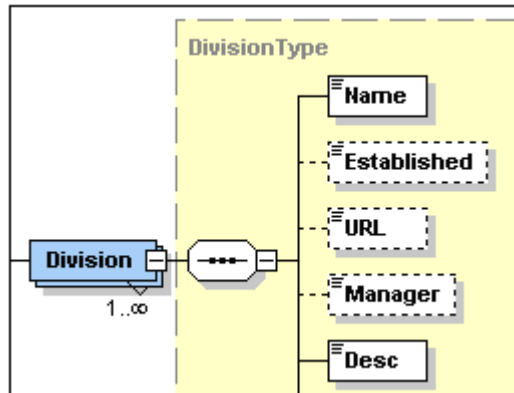 DivisionType
Name
Established
URL
Division
1..∞
Manager
Desc